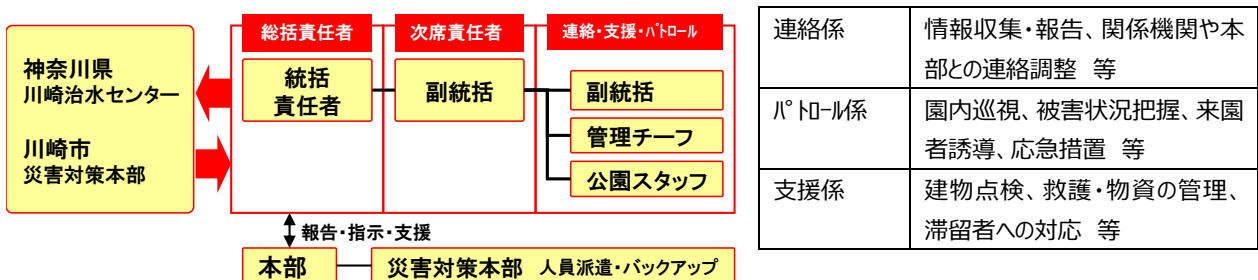 総括責任者
次席責任者
連絡・支援・ﾊﾟﾄﾛｰﾙ
神奈川県
川崎治水センター
川崎市
災害対策本部
統括
責任者
副統括
副統括
管理チーフ
公園スタッフ
報告・指示・支援
本部
災害対策本部 人員派遣・バックアップ
連絡係
情報収集・報告、関係機関や本
部との連絡調整 等
ﾊﾟﾄﾛｰﾙ係
園内巡視、被害状況把握、来園
者誘導、応急措置 等
支援係
建物点検、救護・物資の管理、
滞留者への対応 等